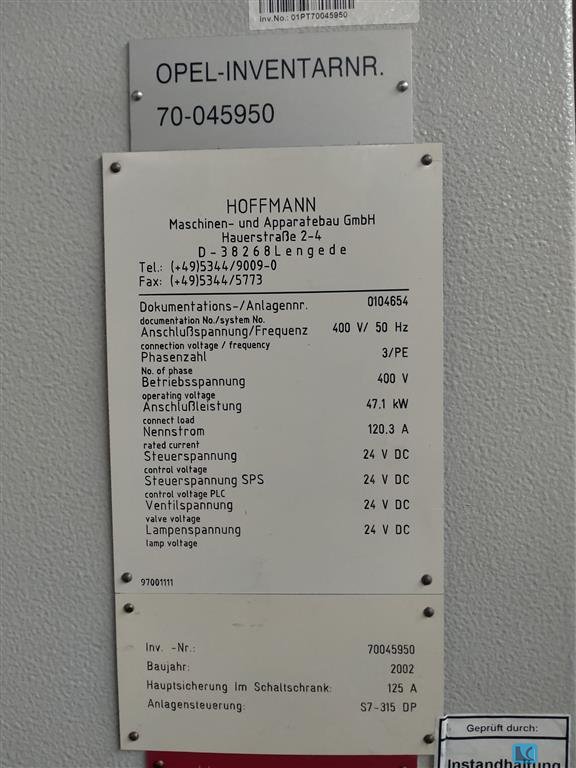 Inv.No.: 01PT70045950
OPEL-INVENTARNR.
70-045950
HOFFMANN
Maschinen- und Apparatebau GmbH
Hauerstraße 2-4
D-38268Lengede
Tel.: (+49)5344/9009-0
Fax: (+49)5344/5773
Dokumentations-/Anlagennr. 0104654
documentation No./system No.
Anschlußspannung/Frequenz 400 V/ 50 Hz
connection voltage / frequency
Phasenzahl 3/PE
No. of phase
Betriebsspannung 400 V
operating voltage
Anschlußleistung 47.1 kW
connect load
Nennstrom 120.3 A
rated current
Steuerspannung 24 V DC
control voltage
Steuerspannung SPS 24 V DC
control voltage PLC
Ventilspannung 24 V DC
valve voltage
Lampenspannung 24 V DC
lamp voltage
97001111
Inv. -Nr.: 70045950
Baujahr: 2002
Hauptsicherung im Schaltschrank: 125 A
Anlagensteuerung: S7-315 DP
Geprüft durch:
Instandhaltung